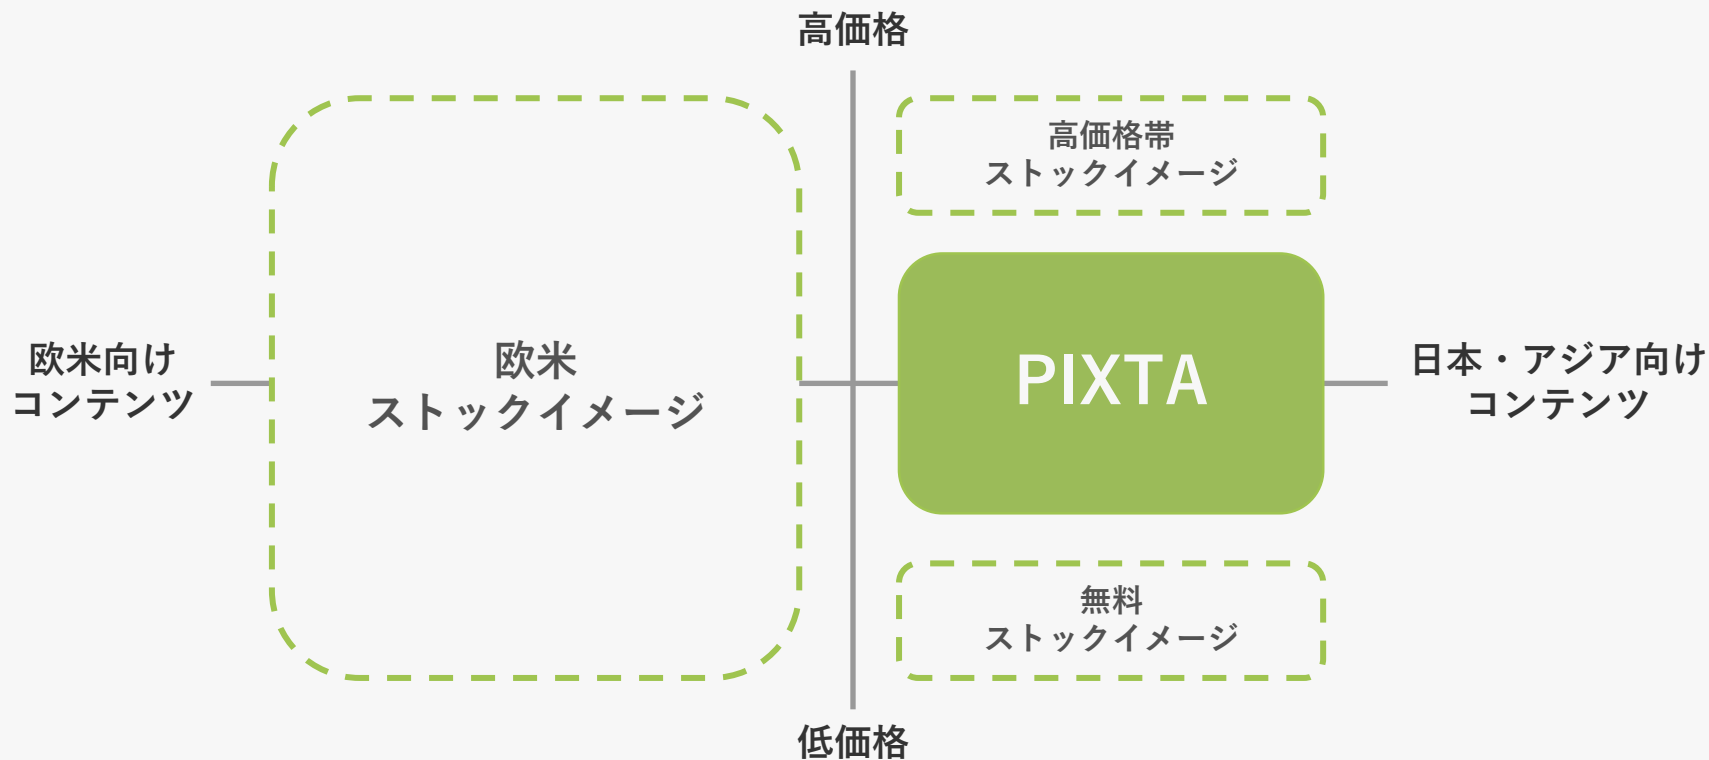 高価格
高価格帯
ストックイメージ
欧米向け
コンテンツ
欧米
ストックイメージ
PIXTA
日本・アジア向け
コンテンツ
無料
ストックイメージ
低価格